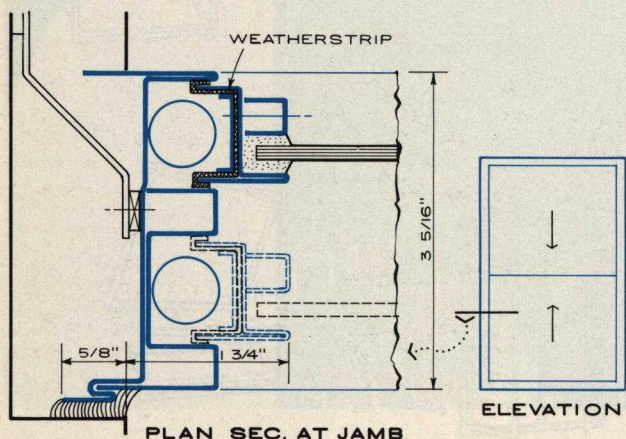 WEATHERSTRIP
3 5/16"
5/8"
1 3/4"
ELEVATION
PLAN SEC. AT JAMB